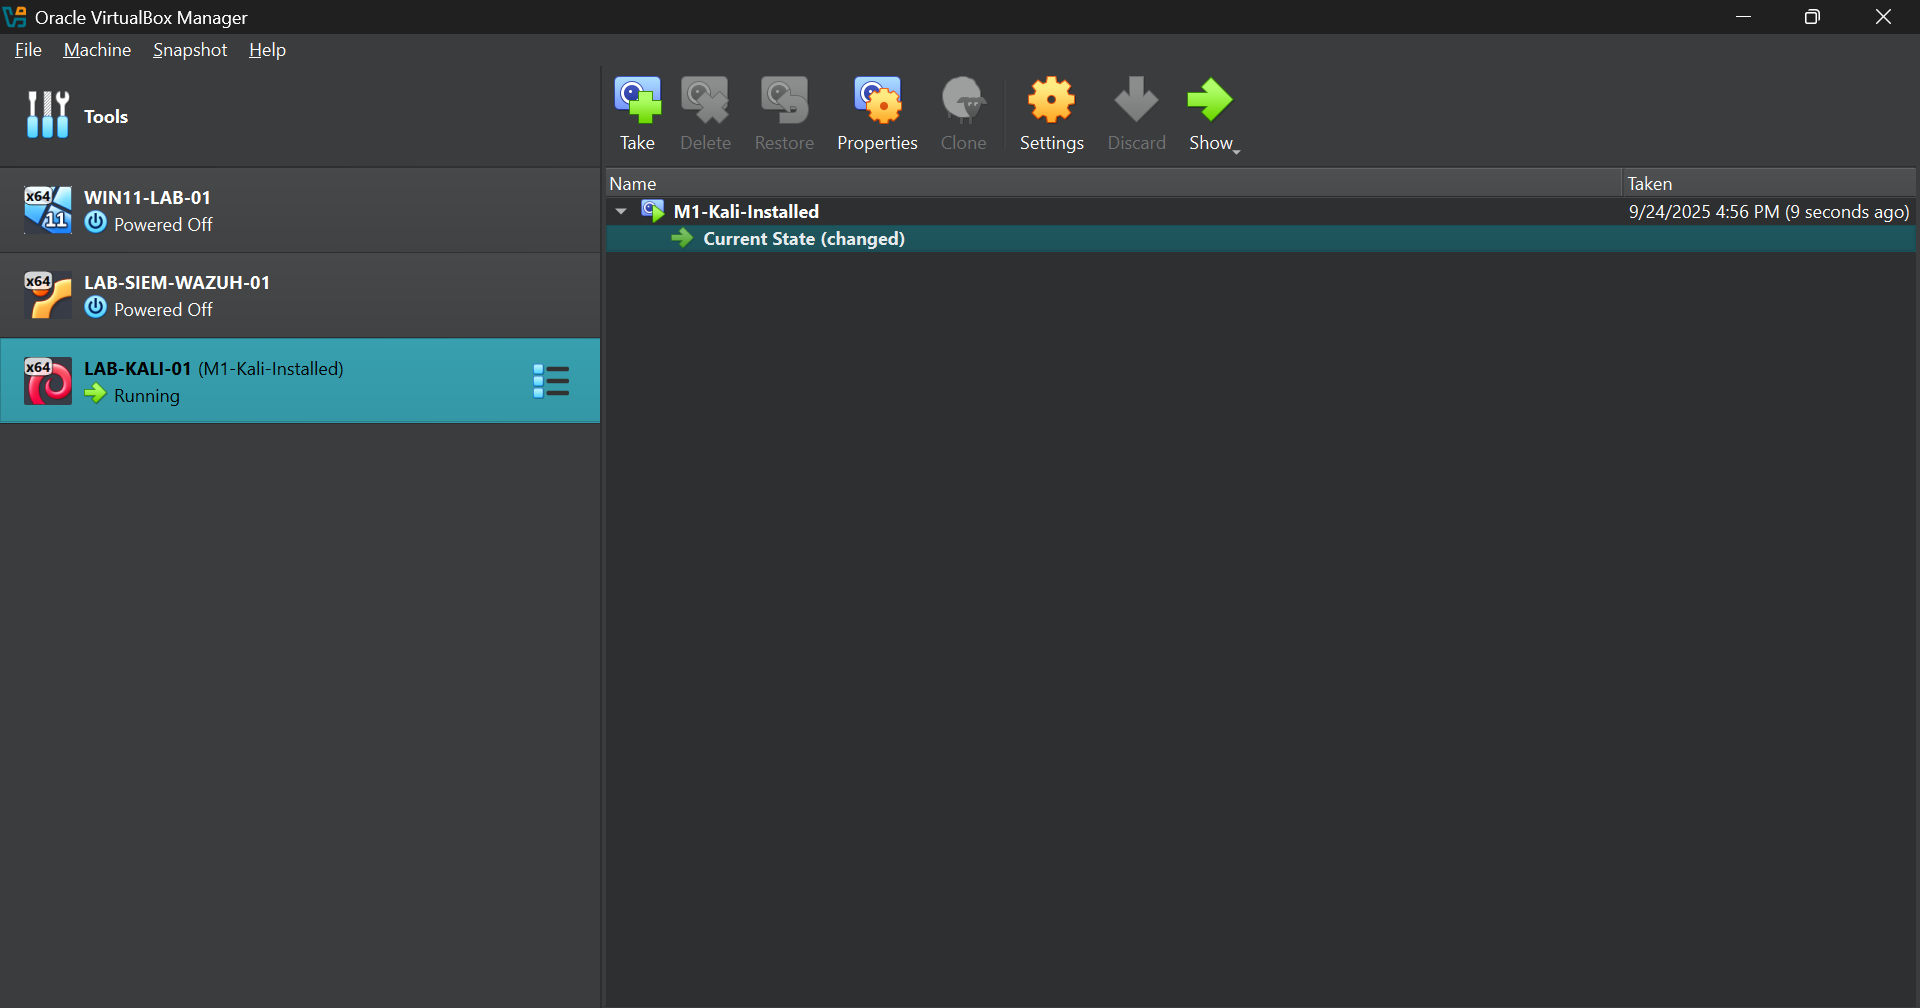 Oracle VirtualBox Manager
File Machine Snapshot Help
Tools
Take Delete Restore Properties Clone Settings Discard Show
Name Taken
x64 11 WIN11-LAB-01
Powered Off
M1-Kali-Installed 9/24/2025 4:56 PM (9 seconds ago)
Current State (changed)
x64 LAB-SIEM-WAZUH-01
Powered Off
x64 LAB-KALI-01 (M1-Kali-Installed)
Running